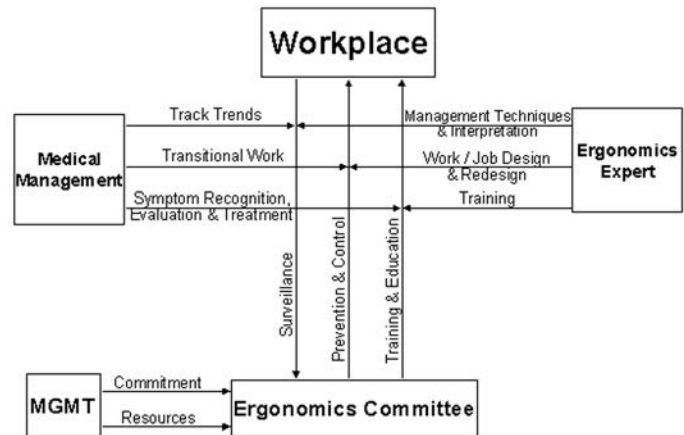 Workplace
Track Trends
Management Techniques
& Interpretation
Medical
Management
Transitional Work
Work / Job Design
& Redesign
Ergonomics
Expert
Symptom Recognition,
Evaluation & Treatment
Training
Surveillance
Prevention & Control
Training & Education
MGMT
Commitment
Resources
Ergonomics Committee